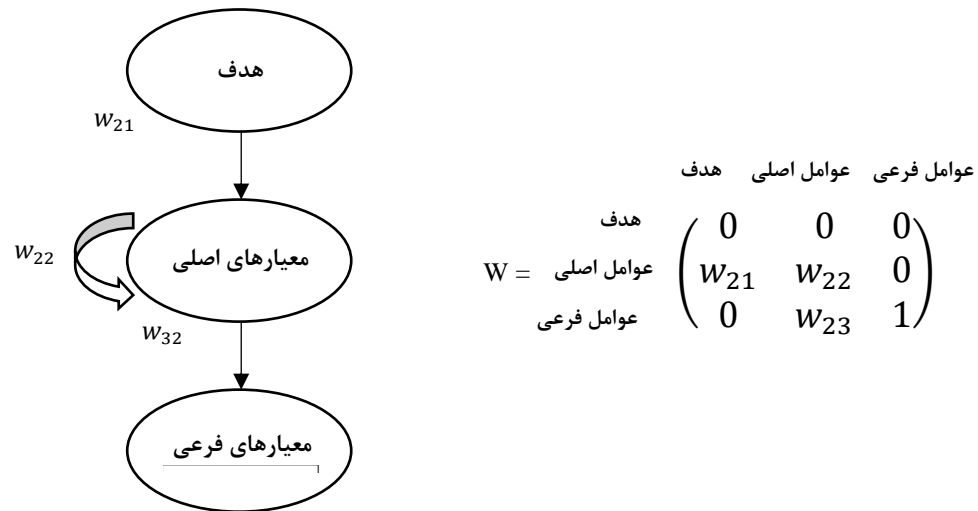 هدف
w₂₁
معیارهای اصلی
w₂₂
w₃₂
معیارهای فرعی
هدف عوامل اصلی عوامل فرعی
هدف 0 0 0
W = عوامل اصلی w₂₁ w₂₂ 0
عوامل فرعی 0 w₂₃ 1